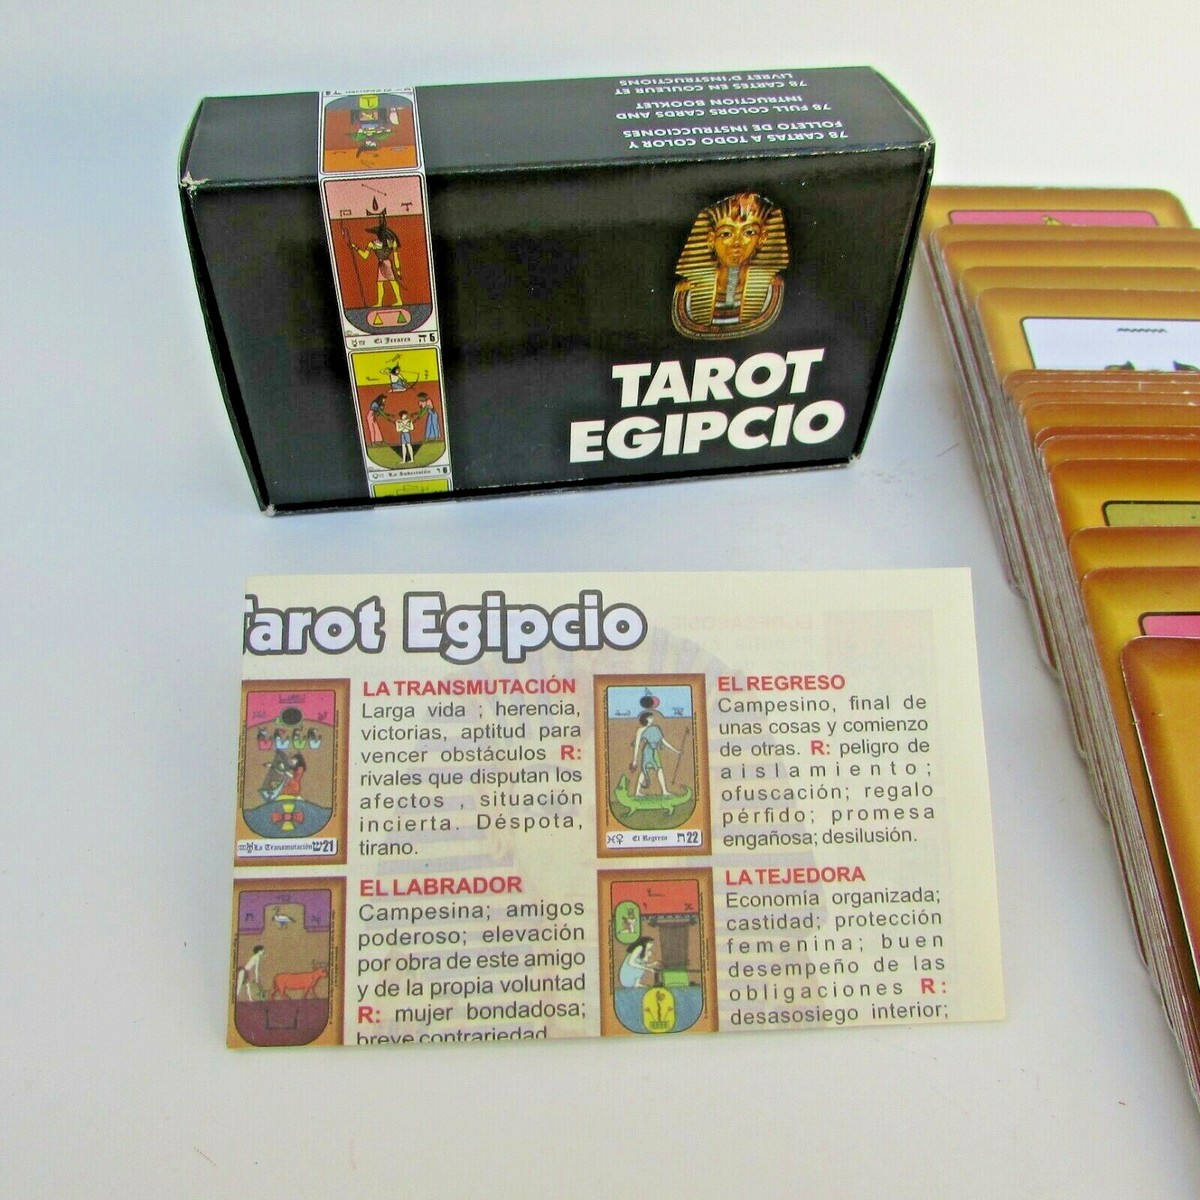 78 CARTAS A TODO COLOR Y
FOLLETO DE INSTRUCCIONES
78 FULL COLORS CARDS AND
INTRUCTION BOOKLET
78 CARTES EN COULEUR ET
LIVRET D'INSTRUCTIONS
TAROT
EGIPCIO
ה 5
ו 6
Tarot Egipcio
LA TRANSMUTACIÓN
Larga vida ; herencia,
victorias, aptitud para
vencer obstáculos R:
rivales que disputan los
afectos situación
incierta. Déspota,
tirano.
La Transmutación ש 21
EL REGRESO
Campesino, final de
unas cosas y comienzo
de otras. R: peligro de
aislamiento;
ofuscación; regalo
pérfido; promesa
engañosa; desilusión.
El Regreso ת 22
EL LABRADOR
Campesina; amigos
poderoso; elevación
por obra de este amigo
y de la propia voluntad
R: mujer bondadosa;
breve contrariedad
LA TEJEDORA
Economía organizada;
castidad; protección
femenina; buen
desempeño de las
obligaciones R:
desasosiego interior;